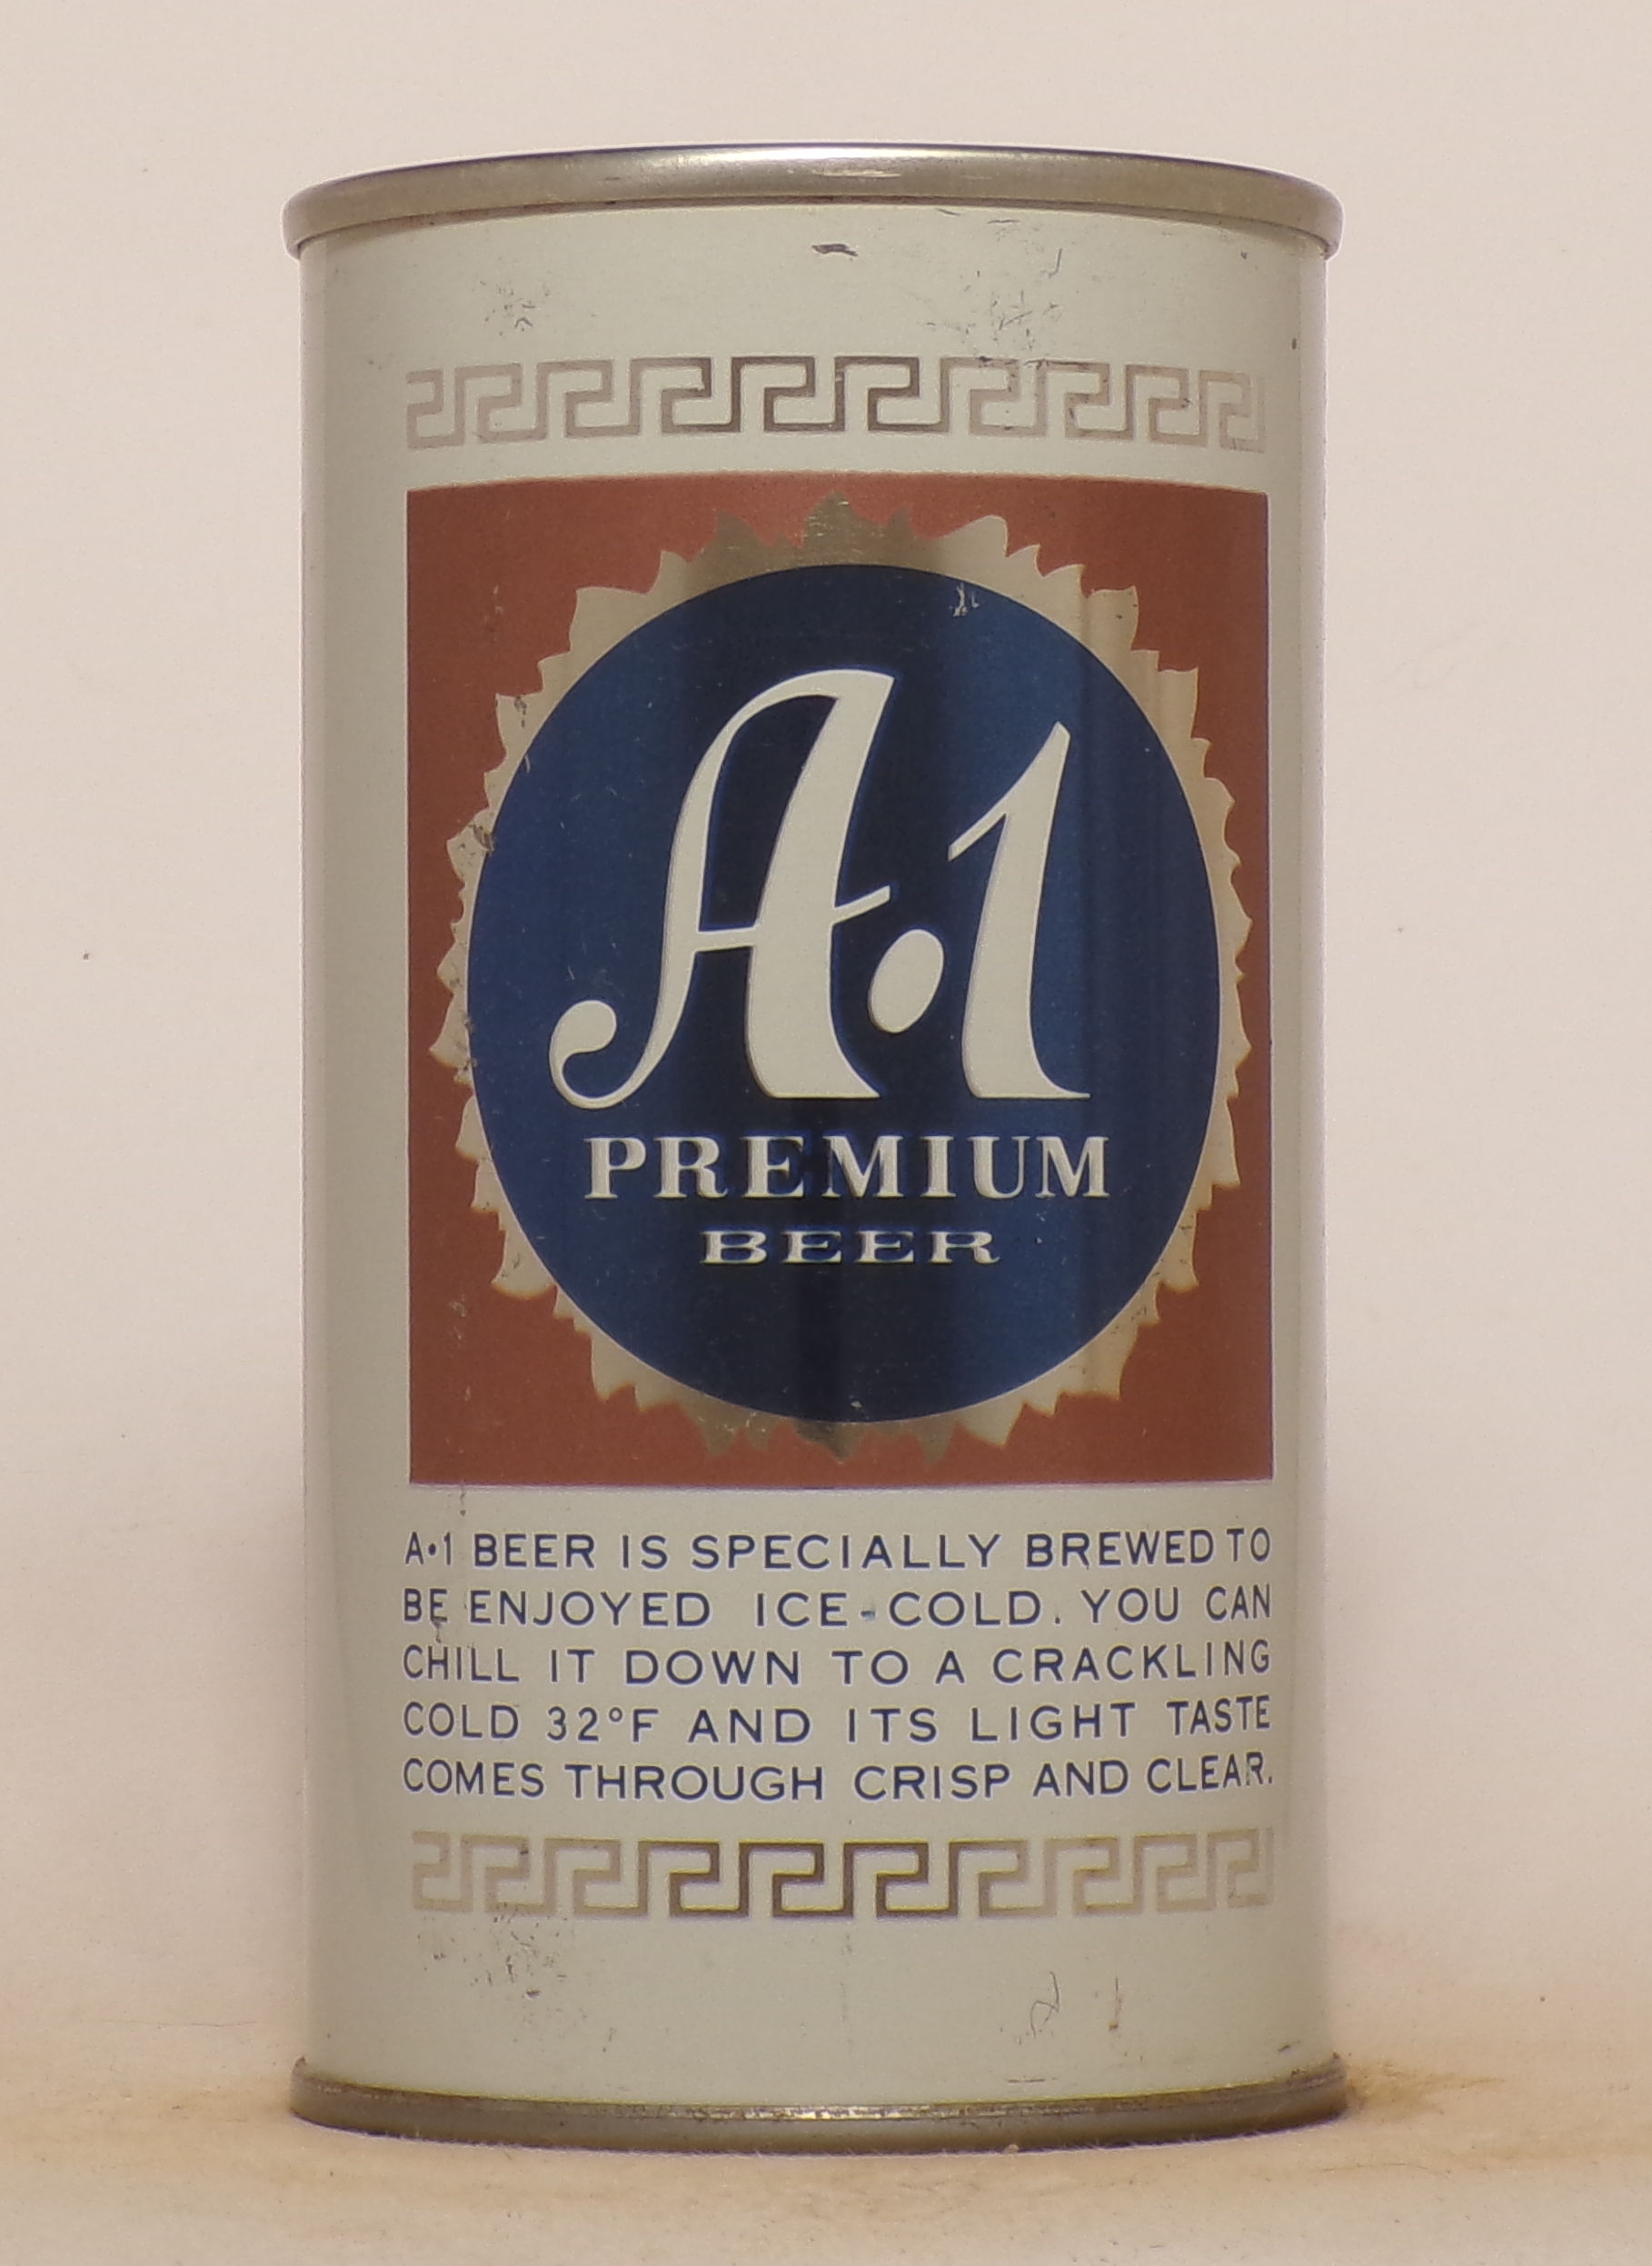 A•1
PREMIUM
BEER
A•1 BEER IS SPECIALLY BREWED TO
BE ENJOYED ICE-COLD. YOU CAN
CHILL IT DOWN TO A CRACKLING
COLD 32°F AND ITS LIGHT TASTE
COMES THROUGH CRISP AND CLEAR.